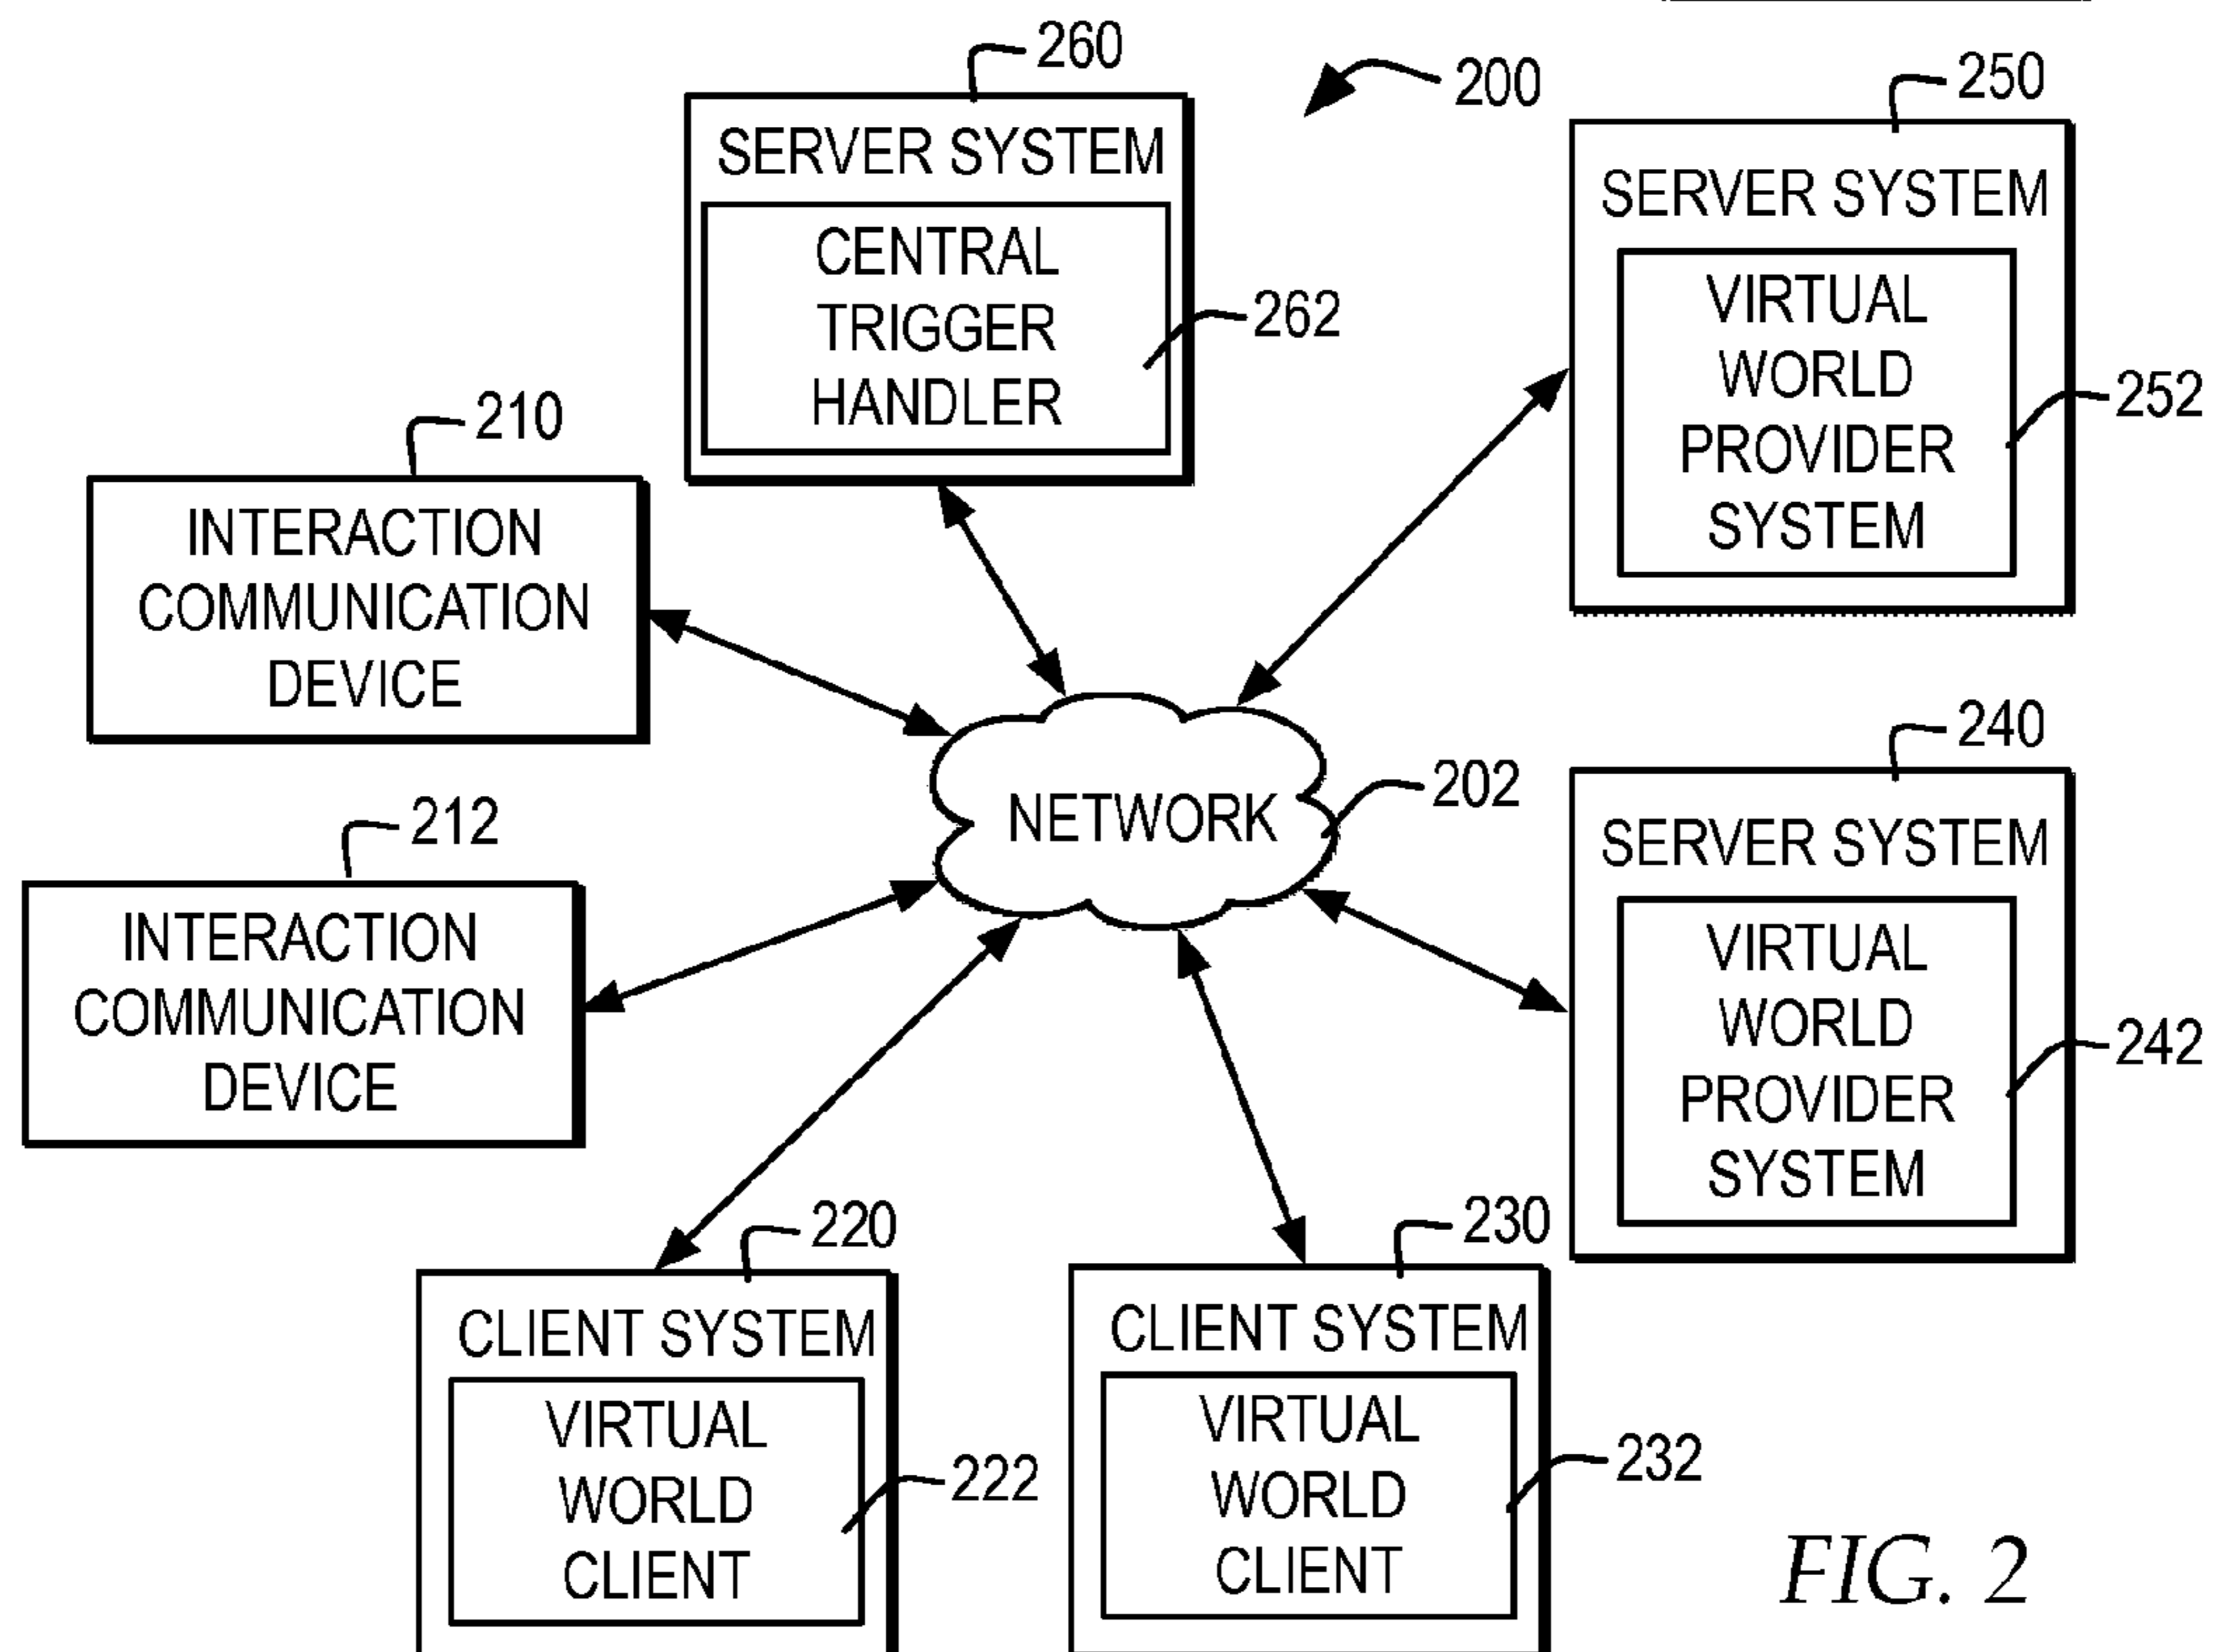 260
200
250
SERVER SYSTEM
CENTRAL
TRIGGER
HANDLER
262
SERVER SYSTEM
VIRTUAL
WORLD
PROVIDER
SYSTEM
252
210
INTERACTION
COMMUNICATION
DEVICE
NETWORK
202
240
212
INTERACTION
COMMUNICATION
DEVICE
SERVER SYSTEM
VIRTUAL
WORLD
PROVIDER
SYSTEM
242
220
CLIENT SYSTEM
VIRTUAL
WORLD
CLIENT
222
230
CLIENT SYSTEM
VIRTUAL
WORLD
CLIENT
232
FIG. 2